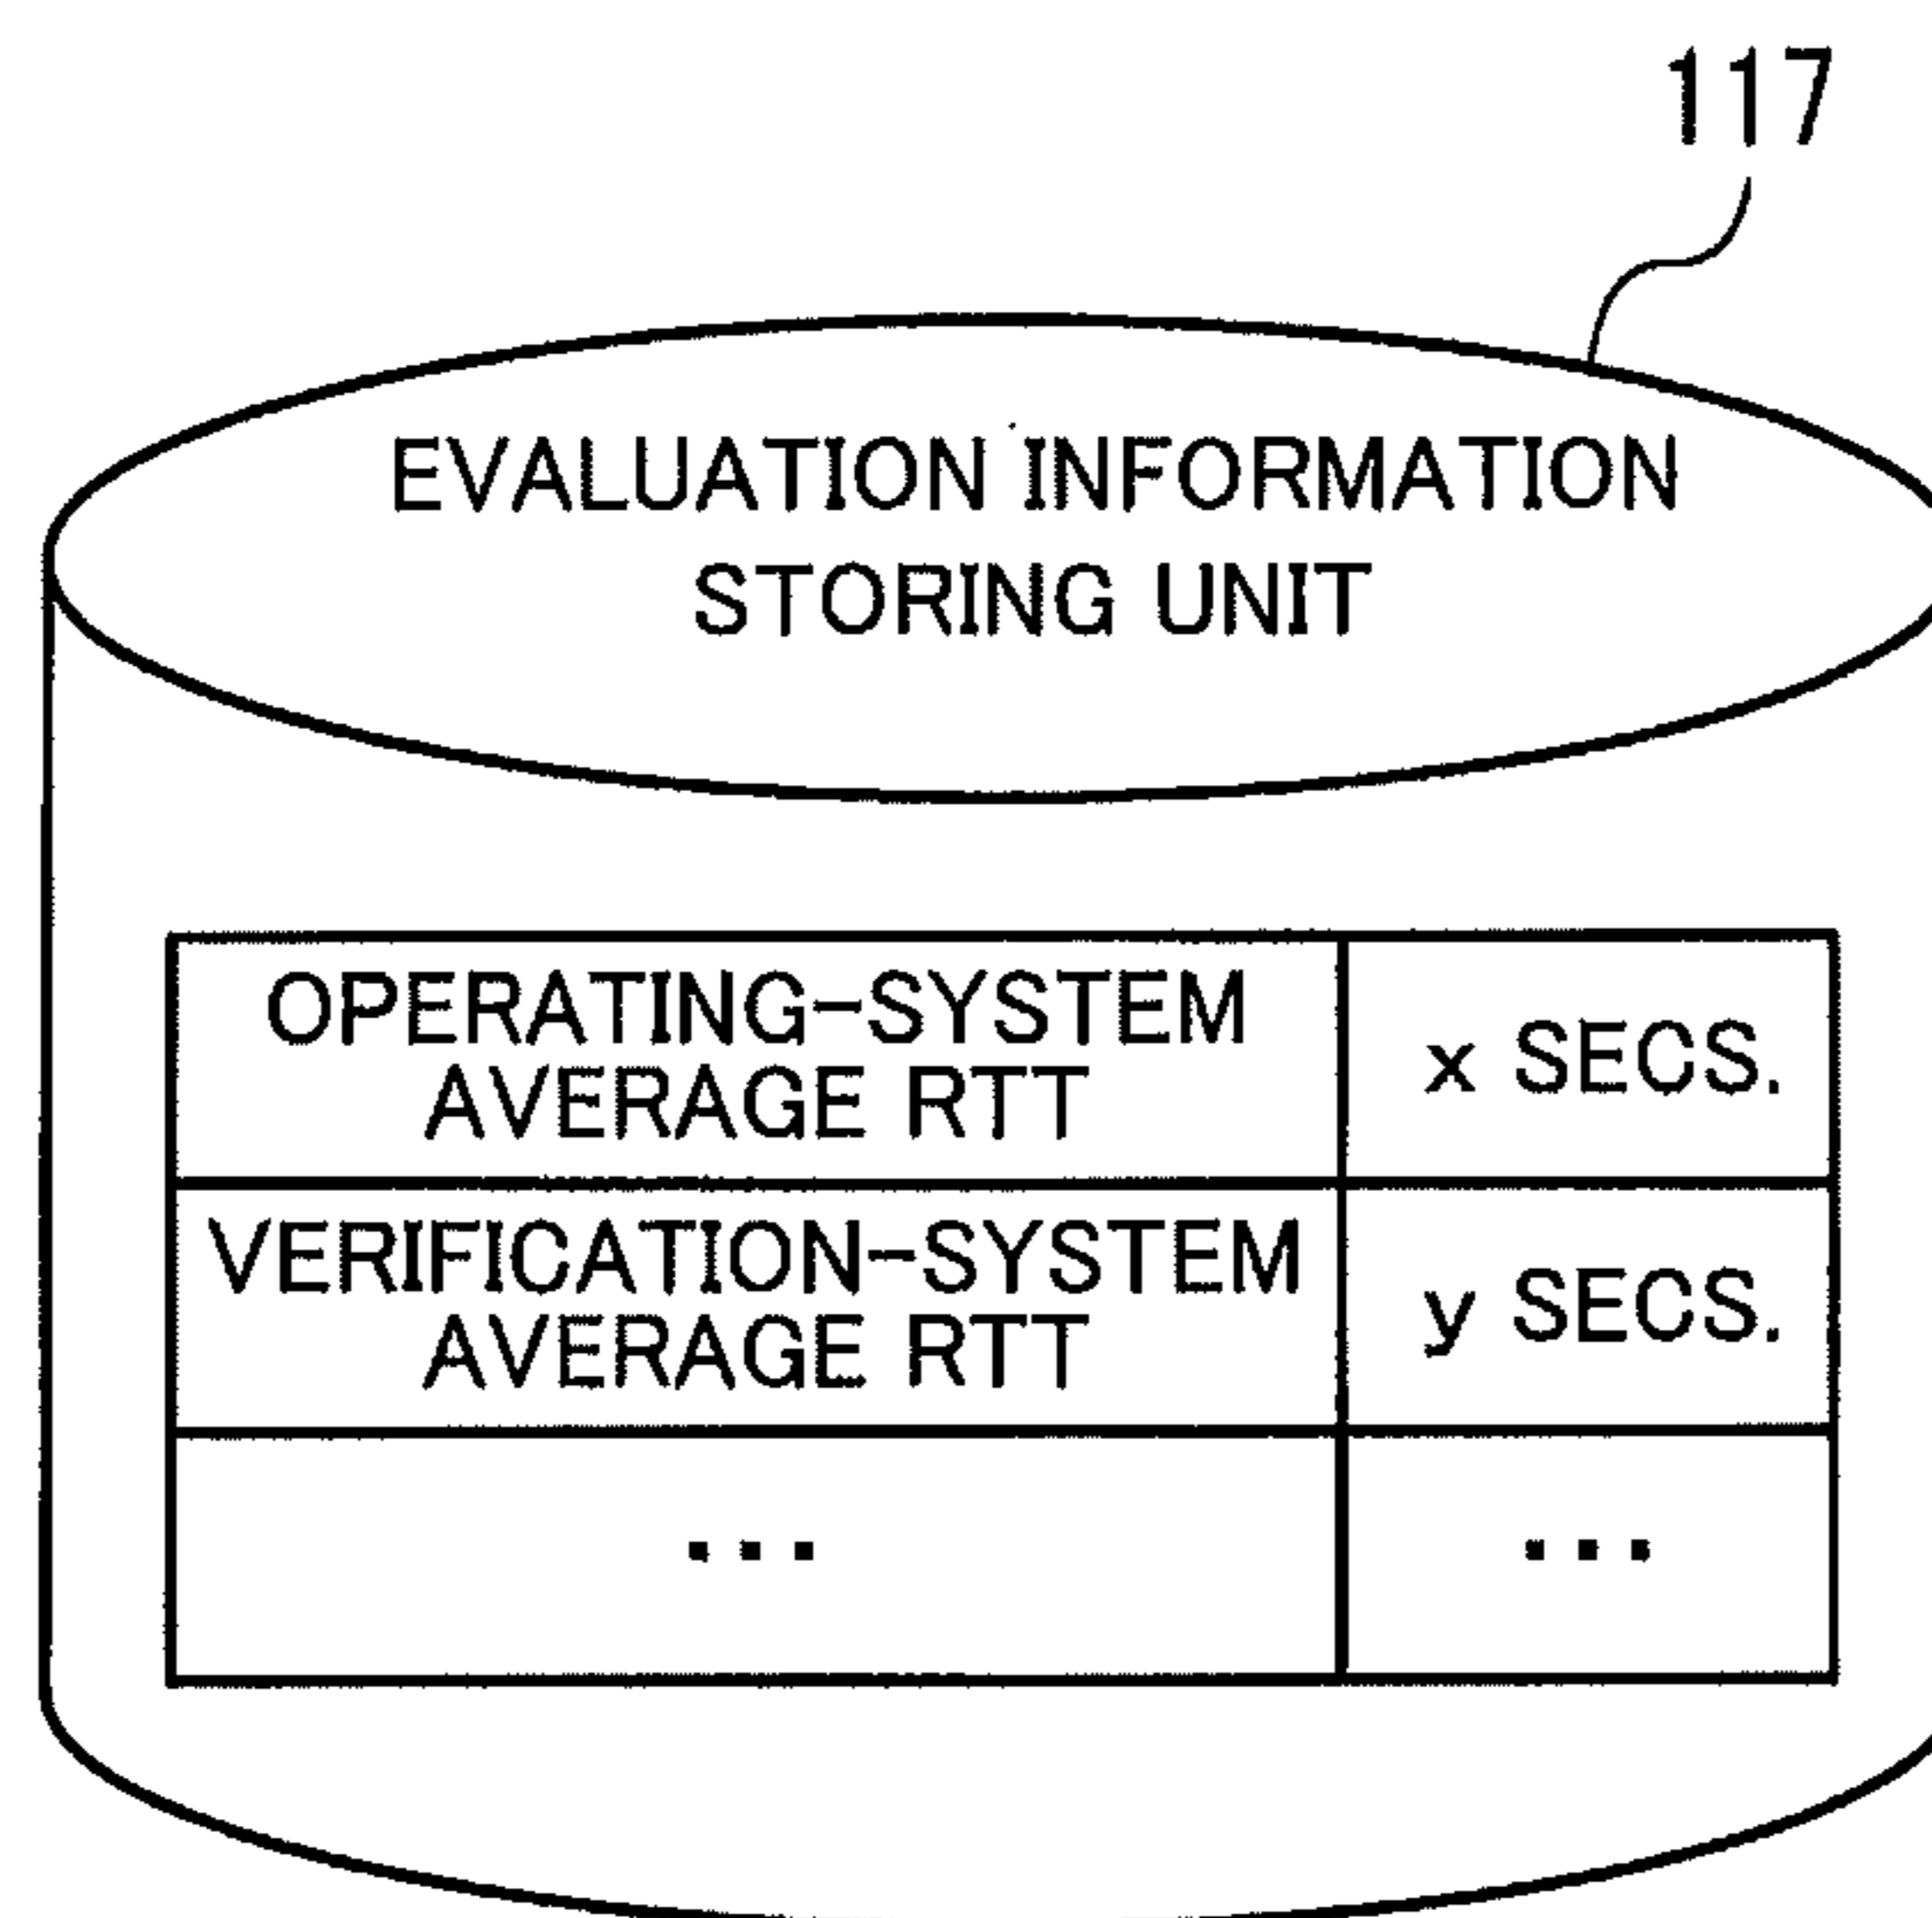 117
EVALUATION INFORMATION
STORING UNIT
OPERATING-SYSTEM
AVERAGE RTT
x SECS.
VERIFICATION-SYSTEM
AVERAGE RTT
y SECS.
...
...